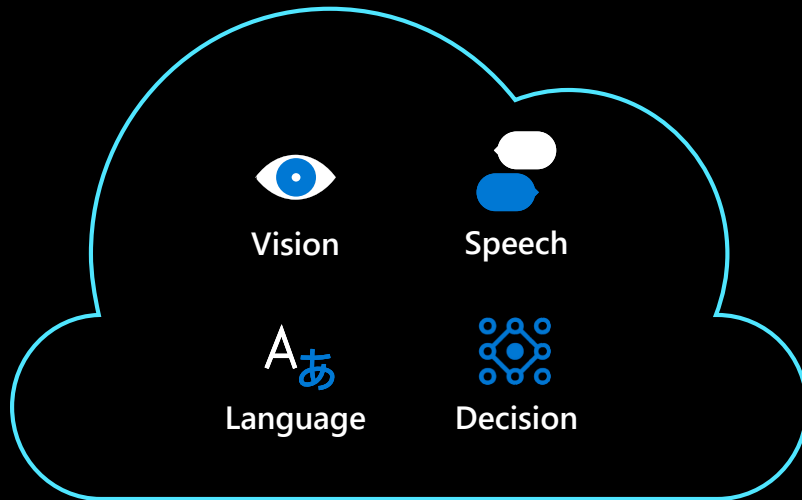 Vision
Speech
Aあ
Language
Decision